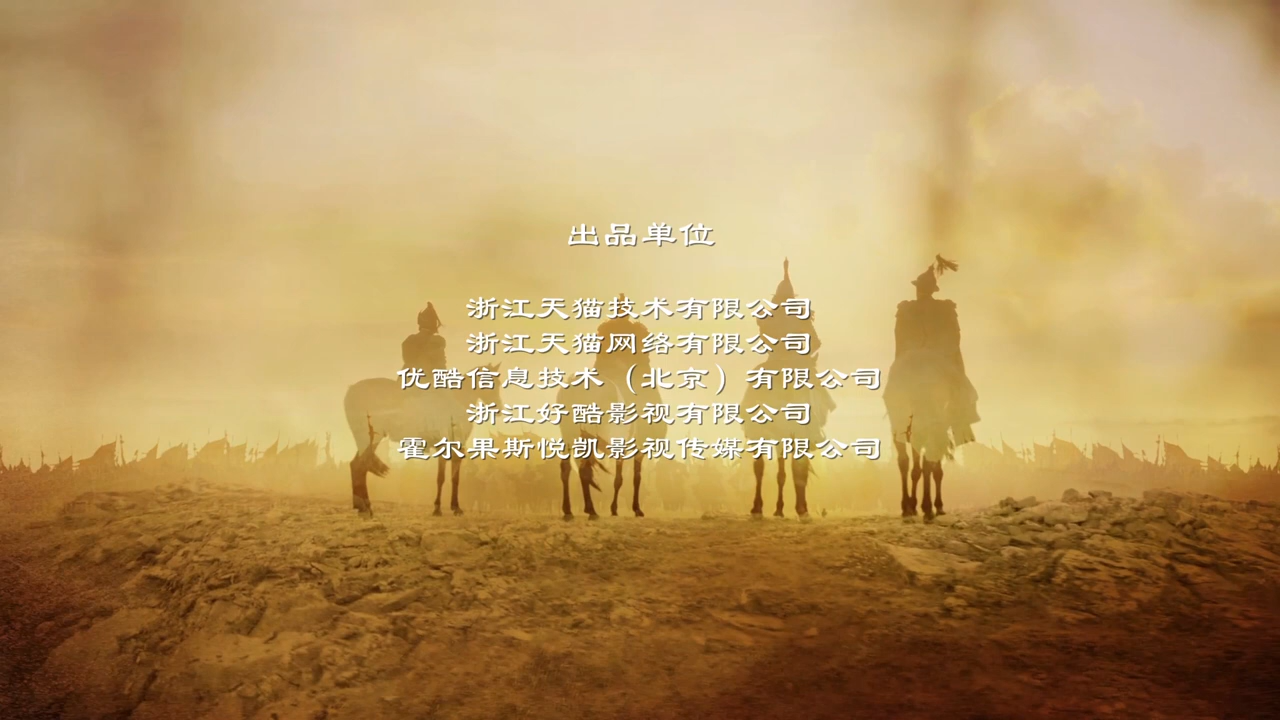 出品单位
浙江天猫技术有限公司
浙江天猫网络有限公司
优酷信息技术（北京）有限公司
浙江好酷影视有限公司
霍尔果斯悦凯影视传媒有限公司